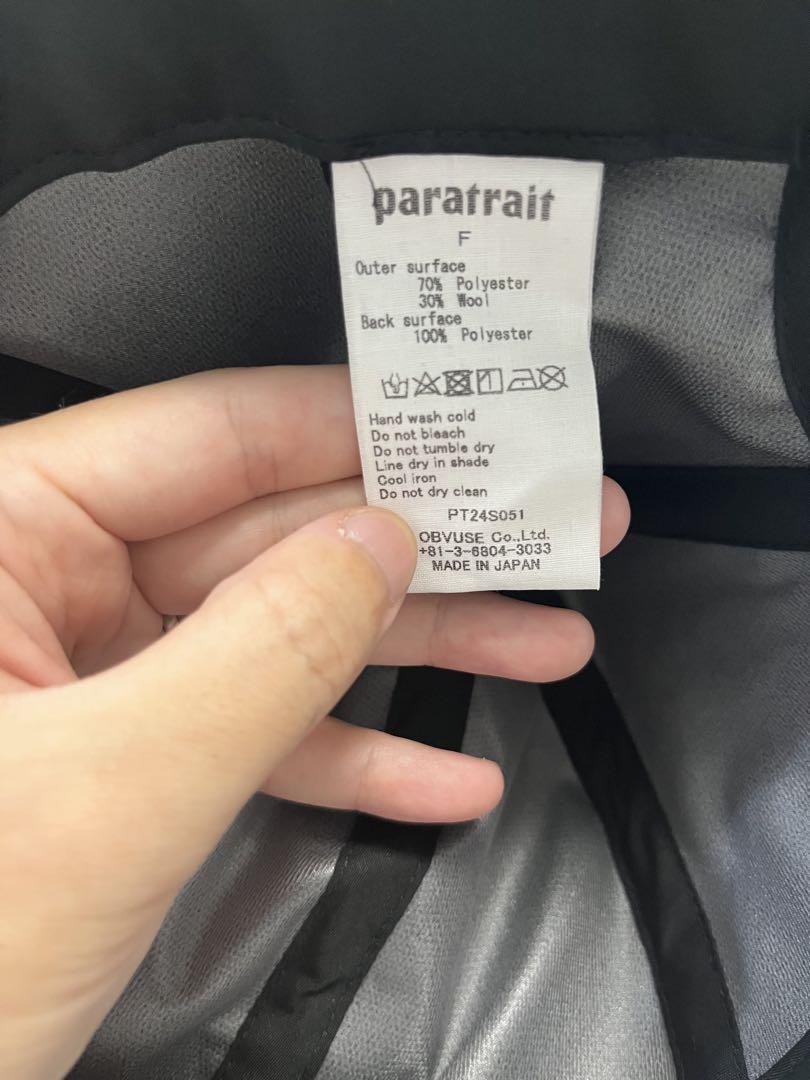 paratrait
F
Outer surface
70% Polyester
30% Wool
Back surface
100% Polyester
Hand wash cold
Do not bleach
Do not tumble dry
Line dry in shade
Cool iron
Do not dry clean
PT24S051
OBVUSE Co.,Ltd.
+81-3-6804-3033
MADE IN JAPAN